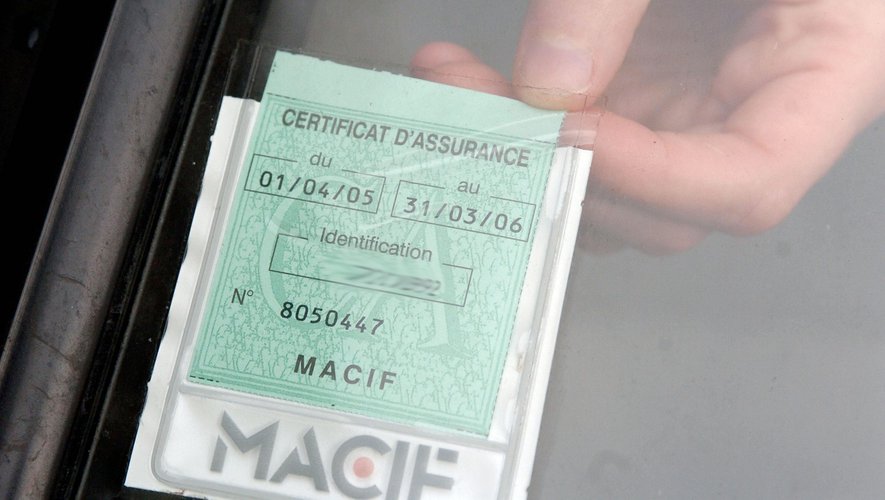 CERTIFICAT D'ASSURANCE
du au
01/04/05 31/03/06
Identification
N° 8050447
MACIF
MACIF